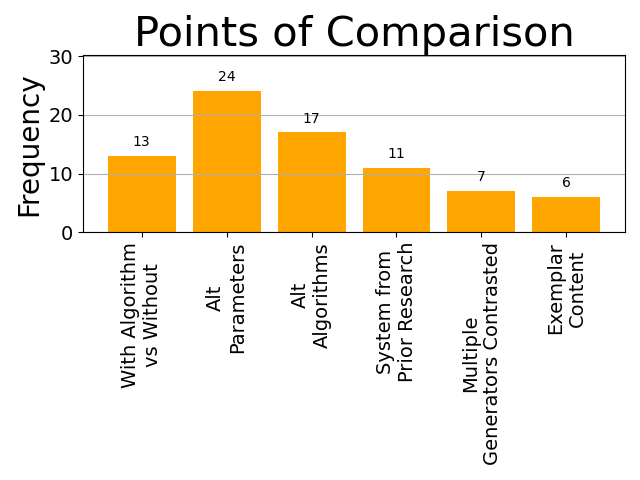 Points of Comparison
Frequency
30
20
10
0
13
24
17
11
7
6
With Algorithm
vs Without
Alt
Parameters
Alt
Algorithms
System from
Prior Research
Multiple
Generators Contrasted
Exemplar
Content